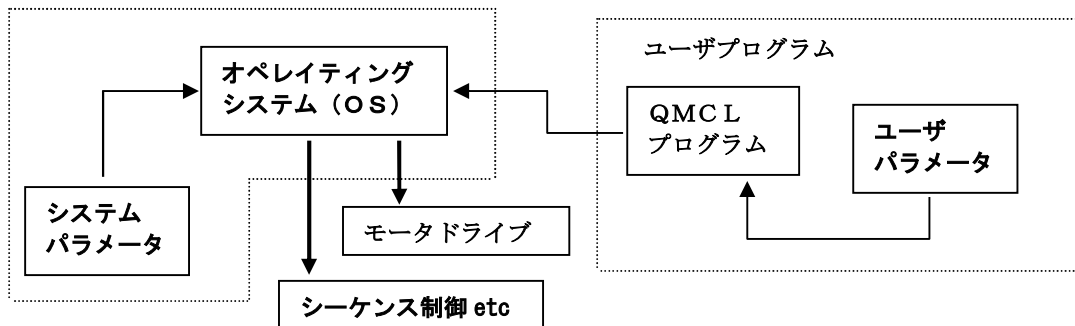 オペレイティング
システム（ＯＳ）
システム
パラメータ
モータドライブ
シーケンス制御 etc
ユーザプログラム
ＱＭＣＬ
プログラム
ユーザ
パラメータ